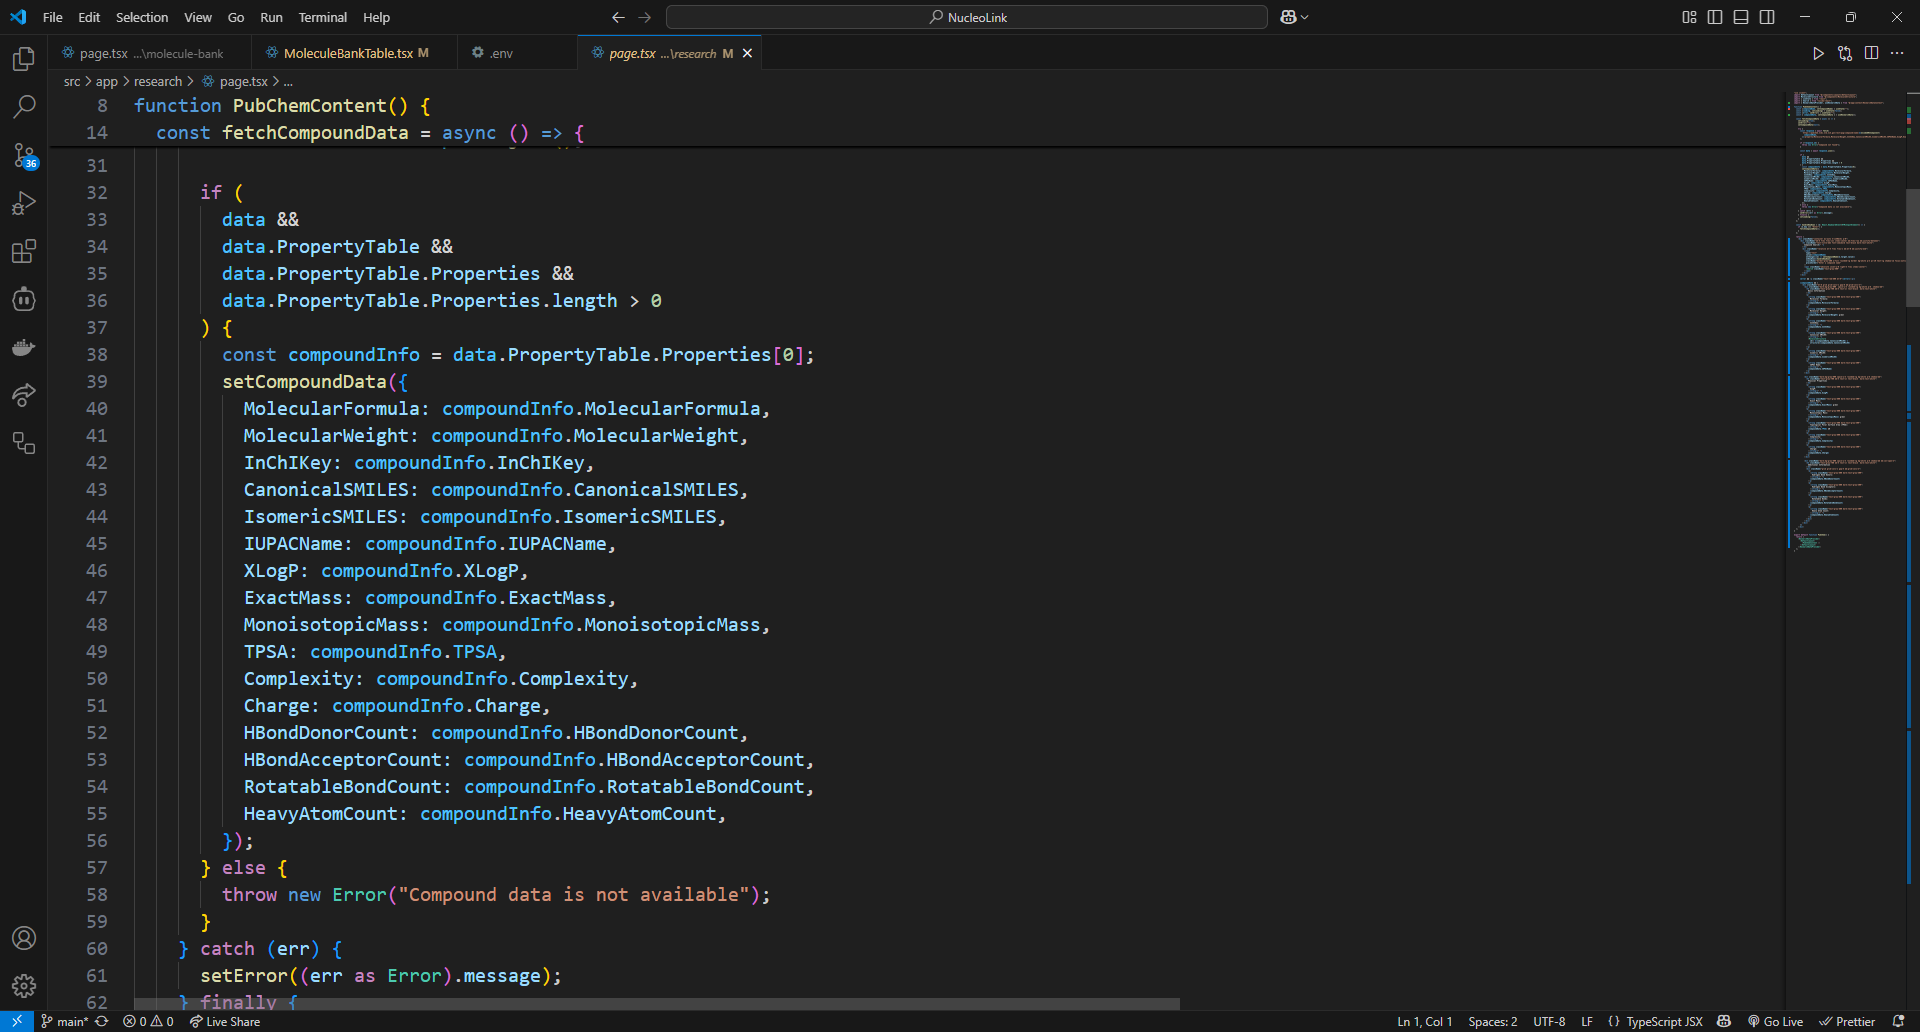 File Edit Selection View Go Run Terminal Help
NucleoLink
page.tsx ...\molecule-bank
MoleculeBankTable.tsx M
.env
page.tsx ...\research M
src > app > research > page.tsx > ...
8 function PubChemContent() {
14 const fetchCompoundData = async () => {
31
32 if (
33 data &&
34 data.PropertyTable &&
35 data.PropertyTable.Properties &&
36 data.PropertyTable.Properties.length > 0
37 ) {
38 const compoundInfo = data.PropertyTable.Properties[0];
39 setCompoundData({
40 MolecularFormula: compoundInfo.MolecularFormula,
41 MolecularWeight: compoundInfo.MolecularWeight,
42 InChIKey: compoundInfo.InChIKey,
43 CanonicalSMILES: compoundInfo.CanonicalSMILES,
44 IsomericSMILES: compoundInfo.IsomericSMILES,
45 IUPACName: compoundInfo.IUPACName,
46 XLogP: compoundInfo.XLogP,
47 ExactMass: compoundInfo.ExactMass,
48 MonoisotopicMass: compoundInfo.MonoisotopicMass,
49 TPSA: compoundInfo.TPSA,
50 Complexity: compoundInfo.Complexity,
51 Charge: compoundInfo.Charge,
52 HBondDonorCount: compoundInfo.HBondDonorCount,
53 HBondAcceptorCount: compoundInfo.HBondAcceptorCount,
54 RotatableBondCount: compoundInfo.RotatableBondCount,
55 HeavyAtomCount: compoundInfo.HeavyAtomCount,
56 });
57 } else {
58 throw new Error("Compound data is not available");
59 }
60 } catch (err) {
61 setError((err as Error).message);
62 } finally {
36
main* 0 0 Live Share
Ln 1, Col 1 Spaces: 2 UTF-8 LF {} TypeScript JSX Go Live Prettier